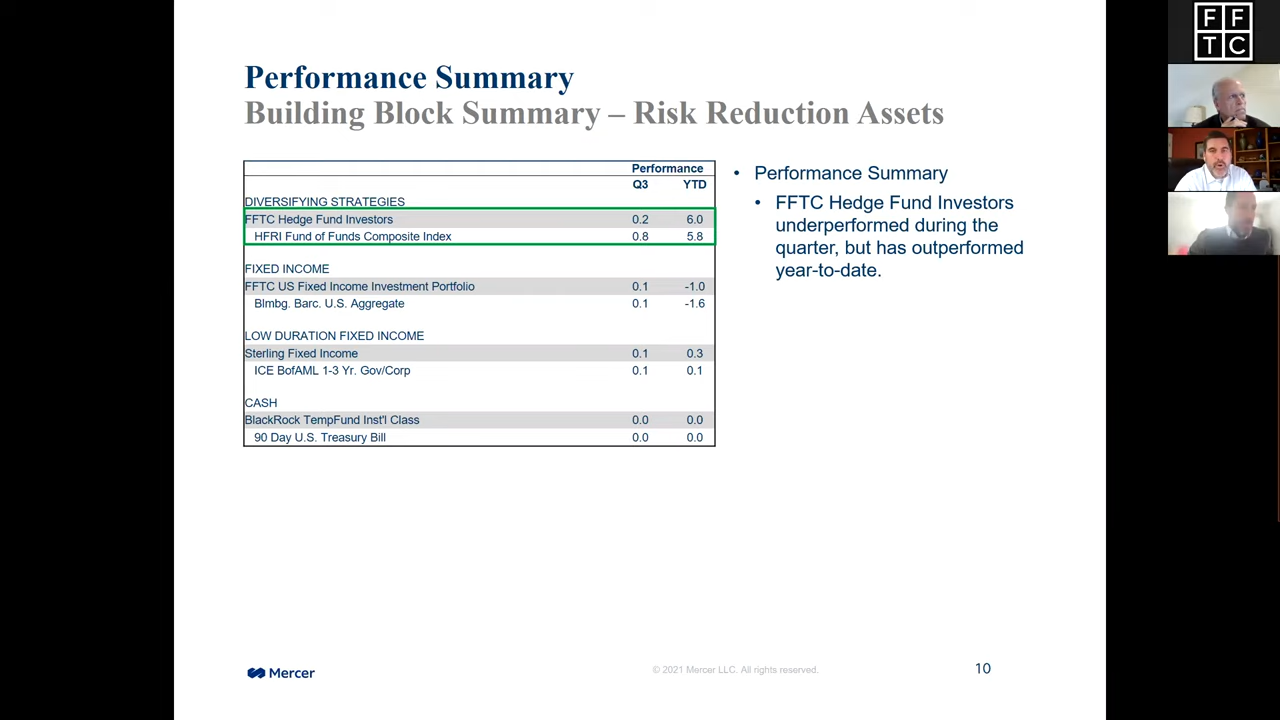 Performance Summary
Building Block Summary – Risk Reduction Assets
Performance
Q3 YTD
DIVERSIFYING STRATEGIES
FFTC Hedge Fund Investors 0.2 6.0
HFRI Fund of Funds Composite Index 0.8 5.8
FIXED INCOME
FFTC US Fixed Income Investment Portfolio 0.1 -1.0
Blmbg. Barc. U.S. Aggregate 0.1 -1.6
LOW DURATION FIXED INCOME
Sterling Fixed Income 0.1 0.3
ICE BofAML 1-3 Yr. Gov/Corp 0.1 0.1
CASH
BlackRock TempFund Inst'l Class 0.0 0.0
90 Day U.S. Treasury Bill 0.0 0.0
• Performance Summary
• FFTC Hedge Fund Investors
underperformed during the
quarter, but has outperformed
year-to-date.
Mercer
© 2021 Mercer LLC. All rights reserved.
10
F F
T C